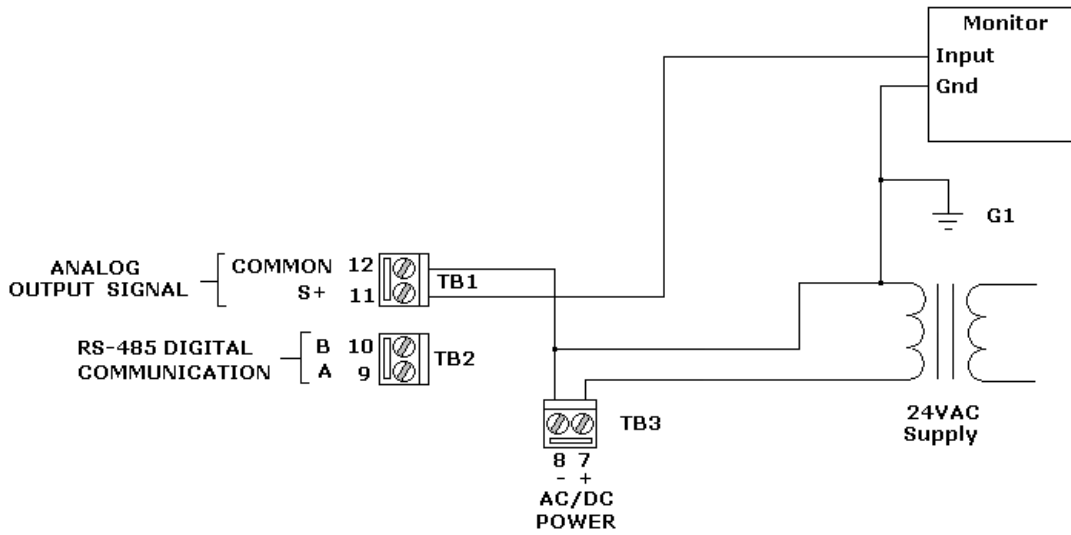 Monitor
Input
Gnd
G1
ANALOG
OUTPUT SIGNAL
COMMON 12
S+ 11
TB1
RS-485 DIGITAL
COMMUNICATION
B 10
A 9
TB2
TB3
8 7
- +
AC/DC
POWER
24VAC
Supply